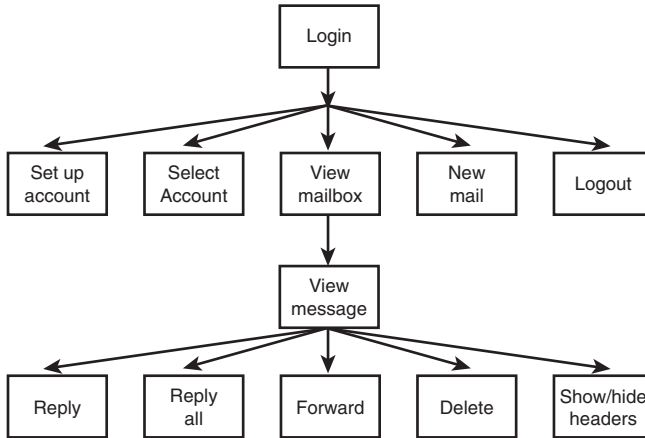 Login
Set up
account
Select
Account
View
mailbox
New
mail
Logout
View
message
Reply
Reply
all
Forward
Delete
Show/hide
headers